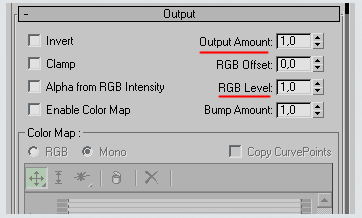 - Output
Invert Output Amount: 1,0
Clamp RGB Offset: 0,0
Alpha from RGB Intensity RGB Level: 1,0
Enable Color Map Bump Amount: 1,0
Color Map :
RGB Mono Copy CurvePoints